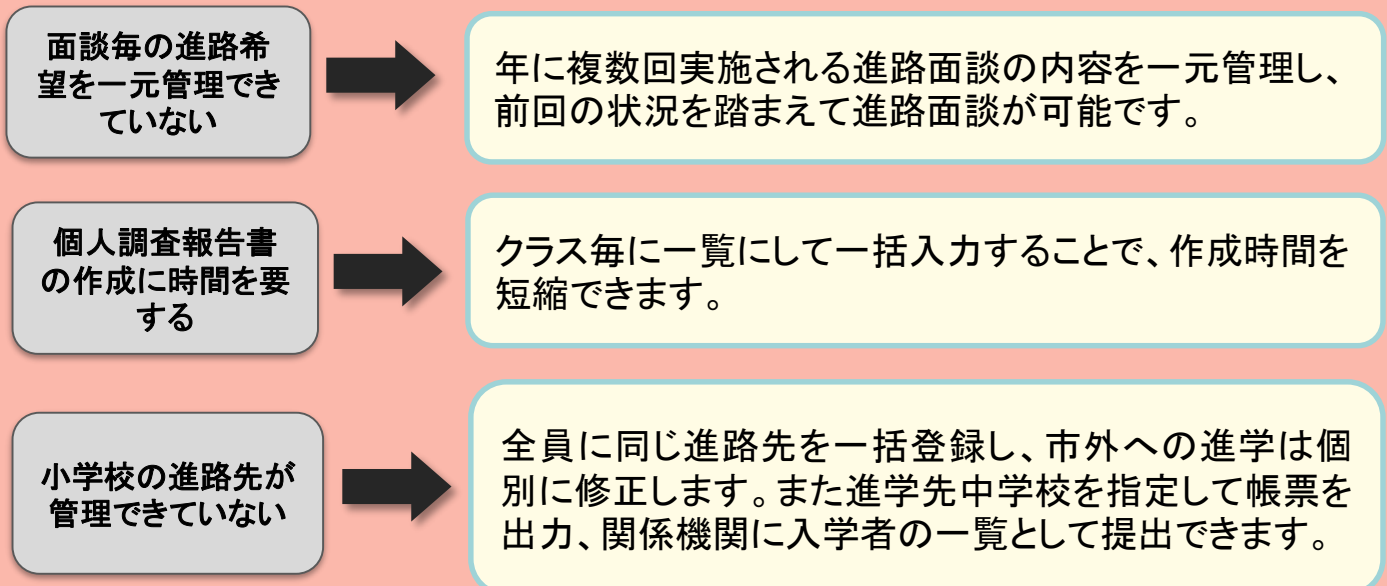 面談毎の進路希
望を一元管理でき
ていない
年に複数回実施される進路面談の内容を一元管理し、
前回の状況を踏まえて進路面談が可能です。
個人調査報告書
の作成に時間を要
する
クラス毎に一覧にして一括入力することで、作成時間を
短縮できます。
小学校の進路先が
管理できていない
全員に同じ進路先を一括登録し、市外への進学は個
別に修正します。また進学先中学校を指定して帳票を
出力、関係機関に入学者の一覧として提出できます。